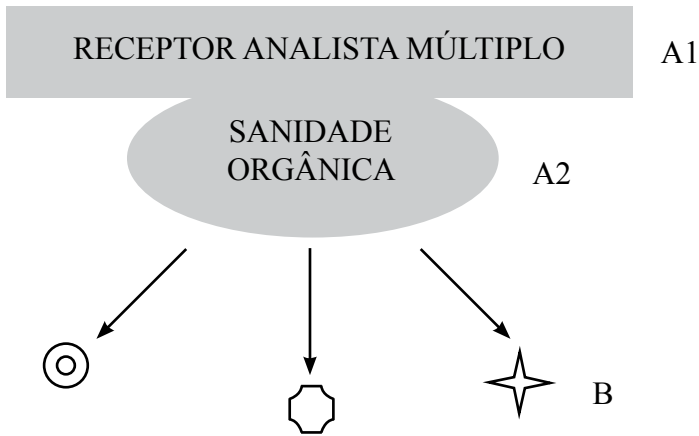 RECEPTOR ANALISTA MÚLTIPLO
A1
SANIDADE
ORGÂNICA
A2
B